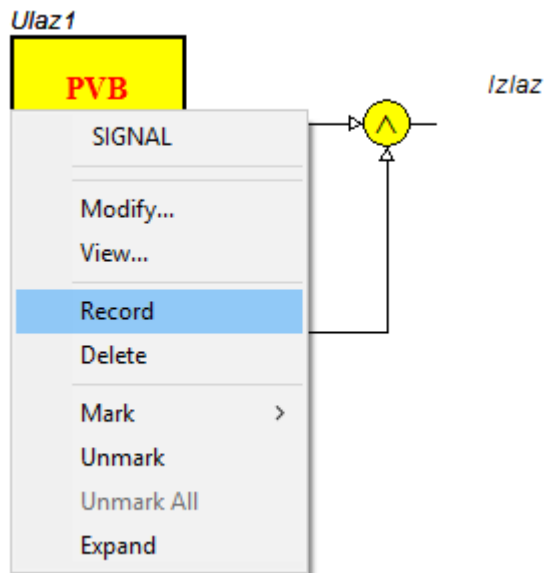 Ulaz1
PVB
Izlaz
SIGNAL
Modify...
View...
Record
Delete
Mark
Unmark
Unmark All
Expand